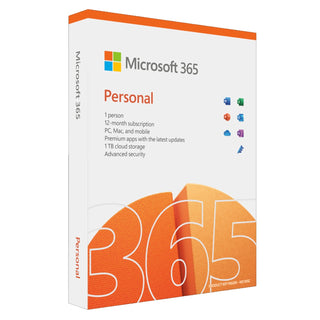 Microsoft 365
Personal
1 person
12-month subscription
PC, Mac, and mobile
Premium apps with the latest updates
1 TB cloud storage
Advanced security
365
Microsoft 365
Personal